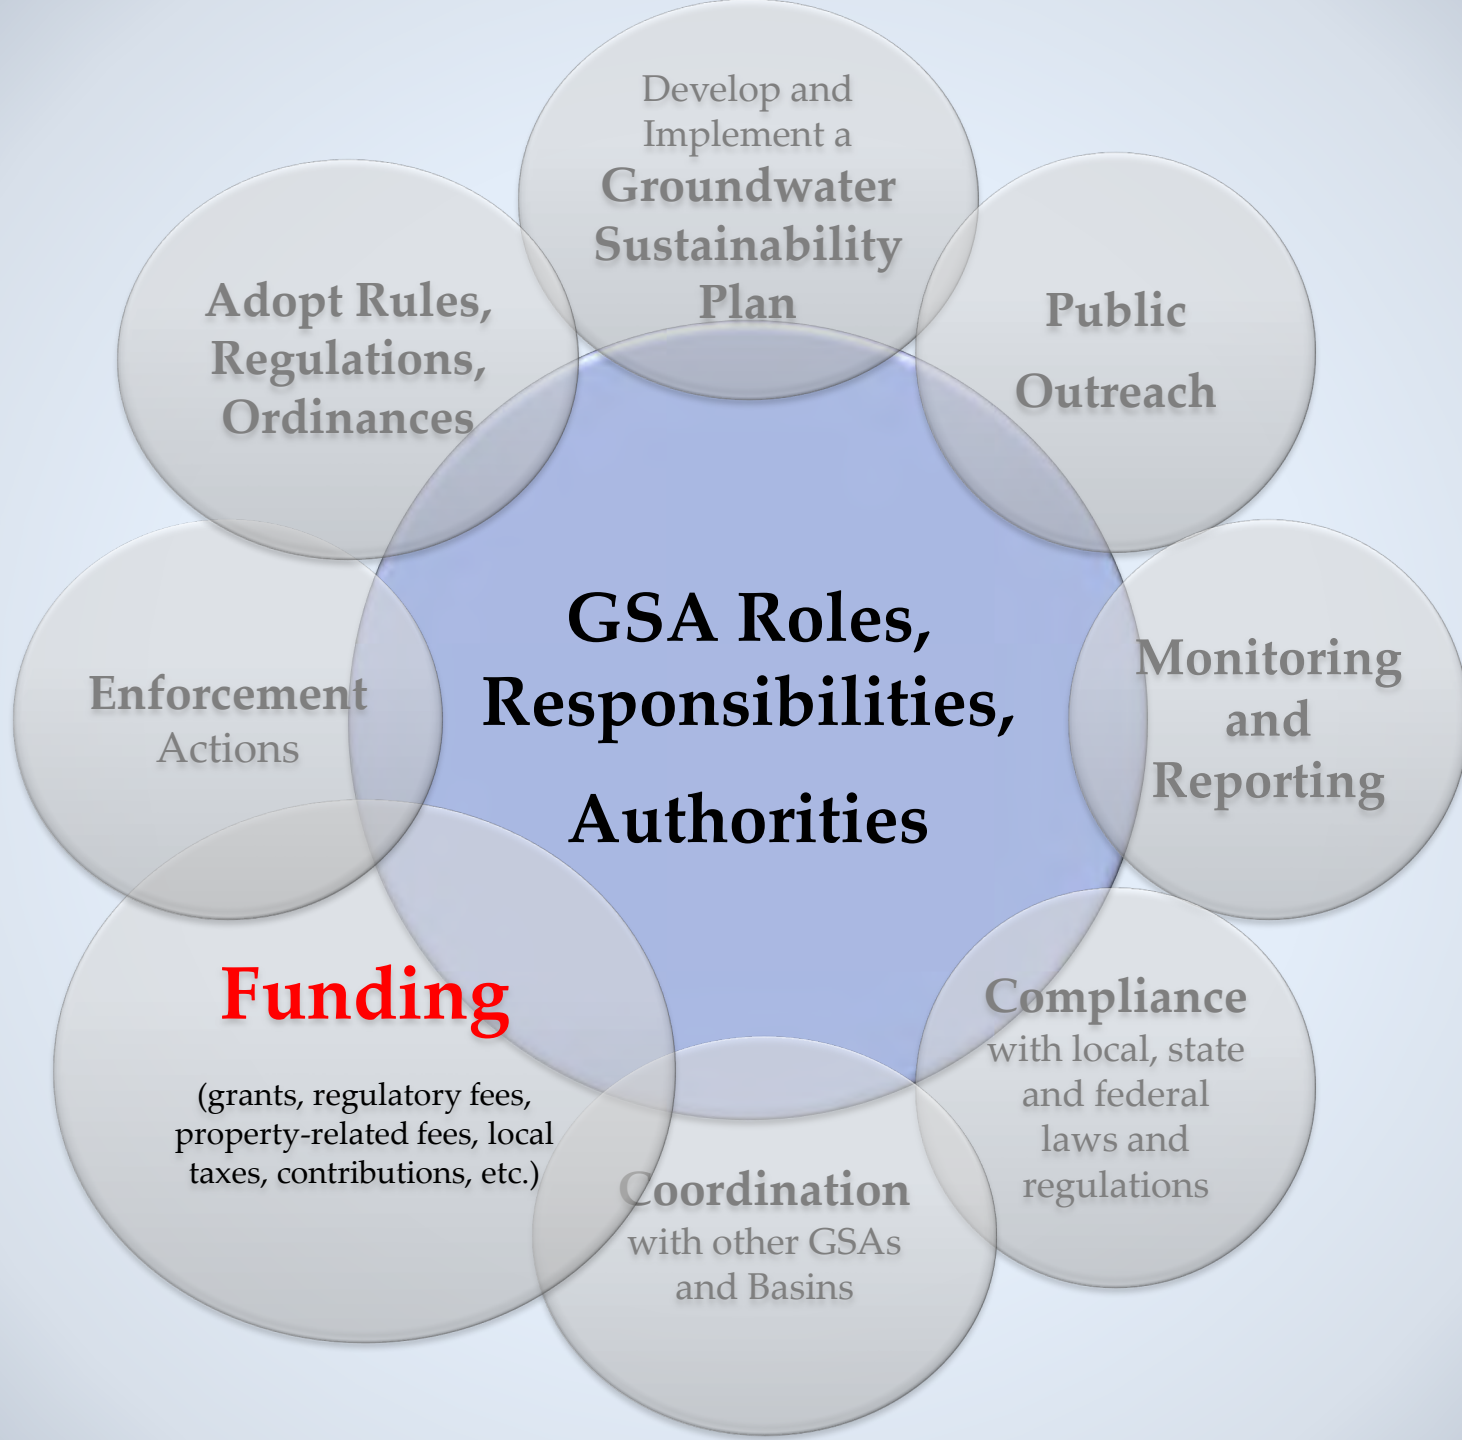 Develop and
Implement a
Groundwater
Sustainability
Plan
Public
Outreach
Monitoring
and
Reporting
Compliance
with local, state
and federal
laws and
regulations
Coordination
with other GSAs
and Basins
Funding
(grants, regulatory fees,
property-related fees, local
taxes, contributions, etc.)
Enforcement
Actions
Adopt Rules,
Regulations,
Ordinances
GSA Roles,
Responsibilities,
Authorities